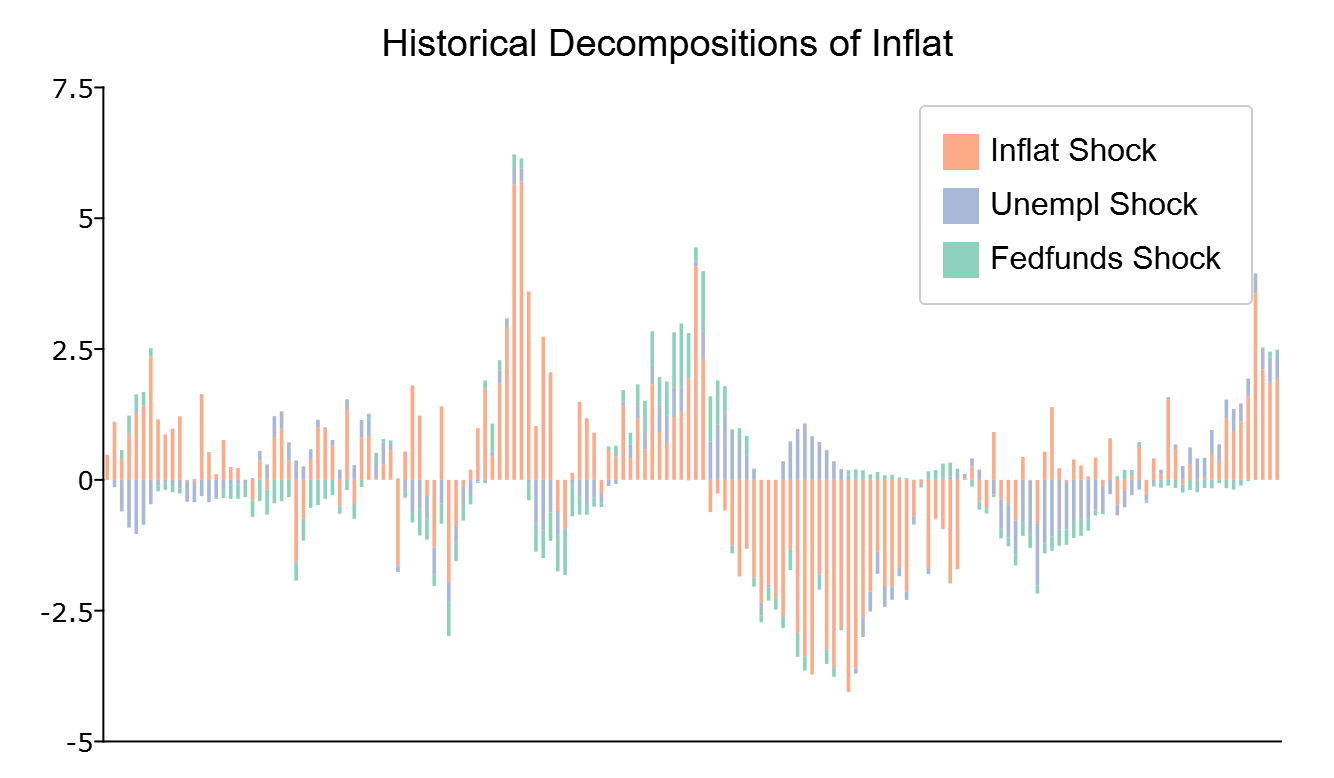 Historical Decompositions of Inflat
7.5
5
2.5
0
-2.5
-5
Inflat Shock
Unempl Shock
Fedfunds Shock